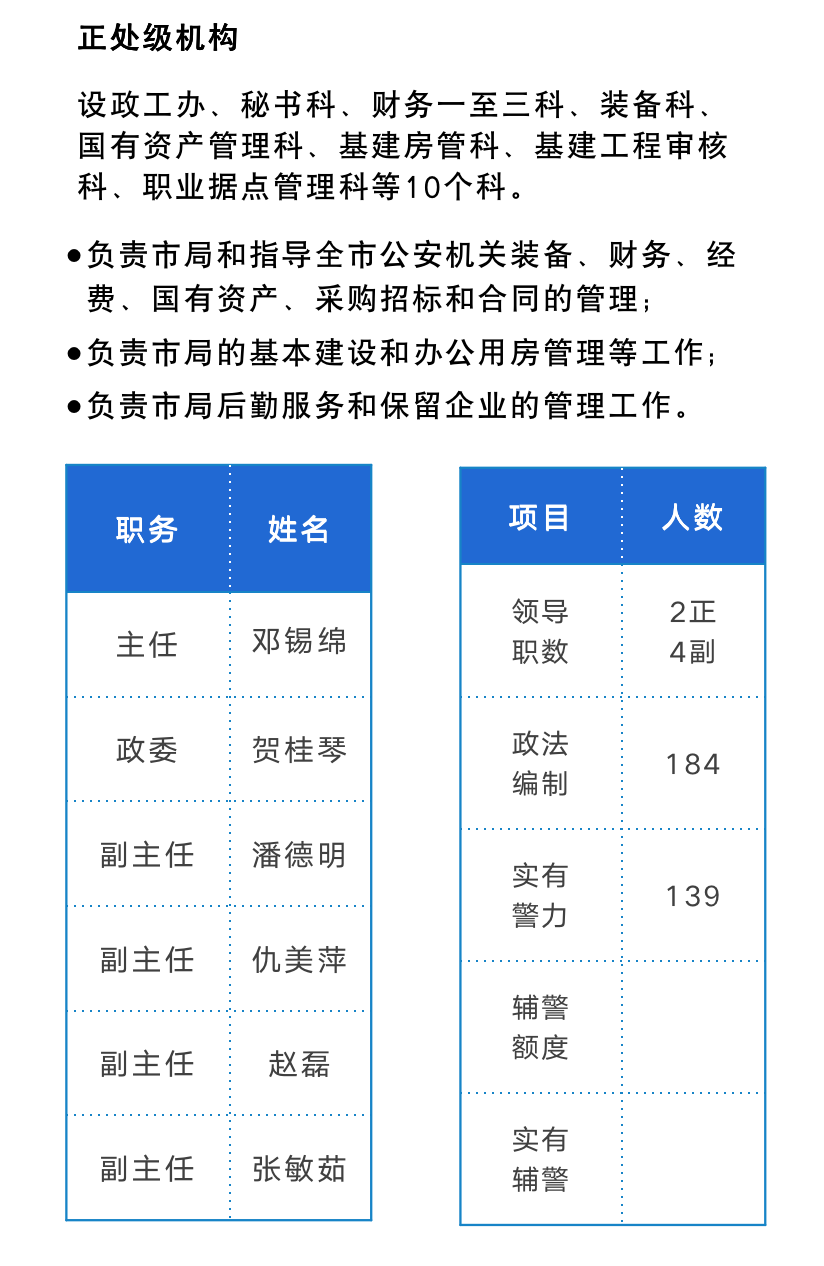 正处级机构
设政工办、秘书科、财务一至三科、装备科、
国有资产管理科、基建房管科、基建工程审核
科、职业据点管理科等10个科。
●负责市局和指导全市公安机关装备、财务、经
费、国有资产、采购招标和合同的管理；
●负责市局的基本建设和办公用房管理等工作；
●负责市局后勤服务和保留企业的管理工作。
职务 姓名
主任 邓锡绵
政委 贺桂琴
副主任 潘德明
副主任 仇美萍
副主任 赵磊
副主任 张敏茹
项目 人数
领导 2正
职数 4副
政法
编制 184
实有
警力 139
辅警
额度
实有
辅警